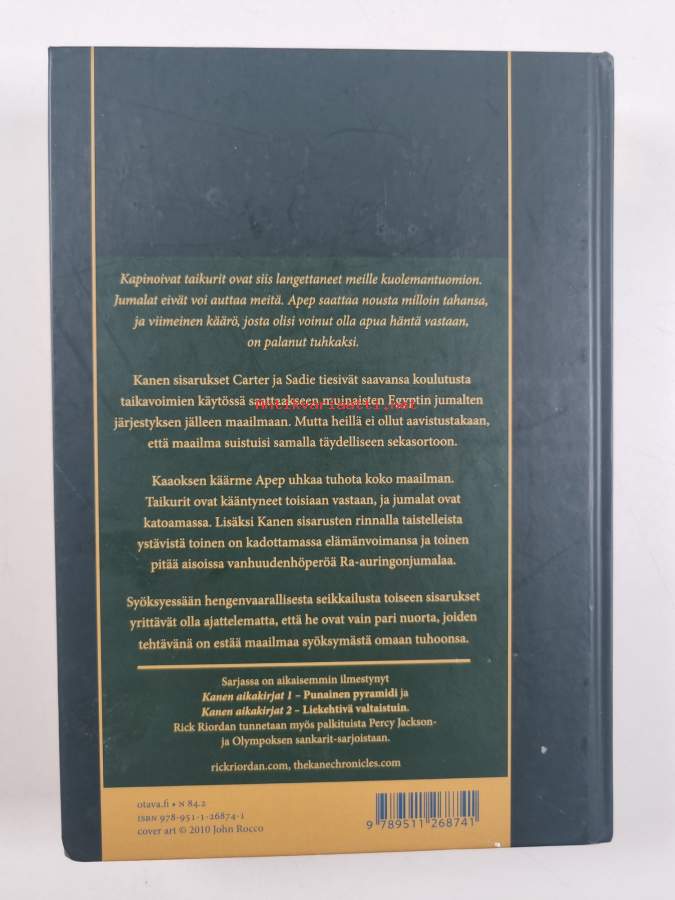 Kapinoivat taikurit ovat siis langettaneet meille kuolemantuomion.
Jumalat eivät voi auttaa meitä. Apep saattaa nousta milloin tahansa,
ja viimeinen käärö, josta olisi voinut olla apua häntä vastaan,
on palanut tuhkaksi.
Kanen sisarukset Carter ja Sadie tiesivät saavansa koulutusta
taikavoimien käytössä saattaakseen muinaisten Egyptin jumalten
antikvariaatti.net
järjestyksen jälleen maailmaan. Mutta heillä ei ollut aavistustakaan,
että maailma suistuisi samalla täydelliseen sekasortoon.
Kaaoksen käärme Apep uhkaa tuhota koko maailman.
Taikurit ovat kääntyneet toisiaan vastaan, ja jumalat ovat
katoamassa. Lisäksi Kanen sisarusten rinnalla taistelleista
ystävistä toinen on kadottamassa elämänvoimansa ja toinen
pitää aisoissa vanhuudenhöperöä Ra-auringonjumalaa.
Syöksyessään hengenvaarallisesta seikkailusta toiseen sisarukset
yrittävät olla ajattelematta, että he ovat vain pari nuorta, joiden
tehtävänä on estää maailmaa syöksymästä omaan tuhoonsa.
Sarjassa on aikaisemmin ilmestynyt
Kanen aikakirjat 1 – Punainen pyramidi ja
Kanen aikakirjat 2 – Liekehtivä valtaistuin.
Rick Riordan tunnetaan myös palkituista Percy Jackson-
ja Olympoksen sankarit-sarjoistaan.
rickriordan.com, thekanechronicles.com
otava.fi • N 84.2
ISBN 978-951-1-26874-1
cover art © 2010 John Rocco
9 789511 268741